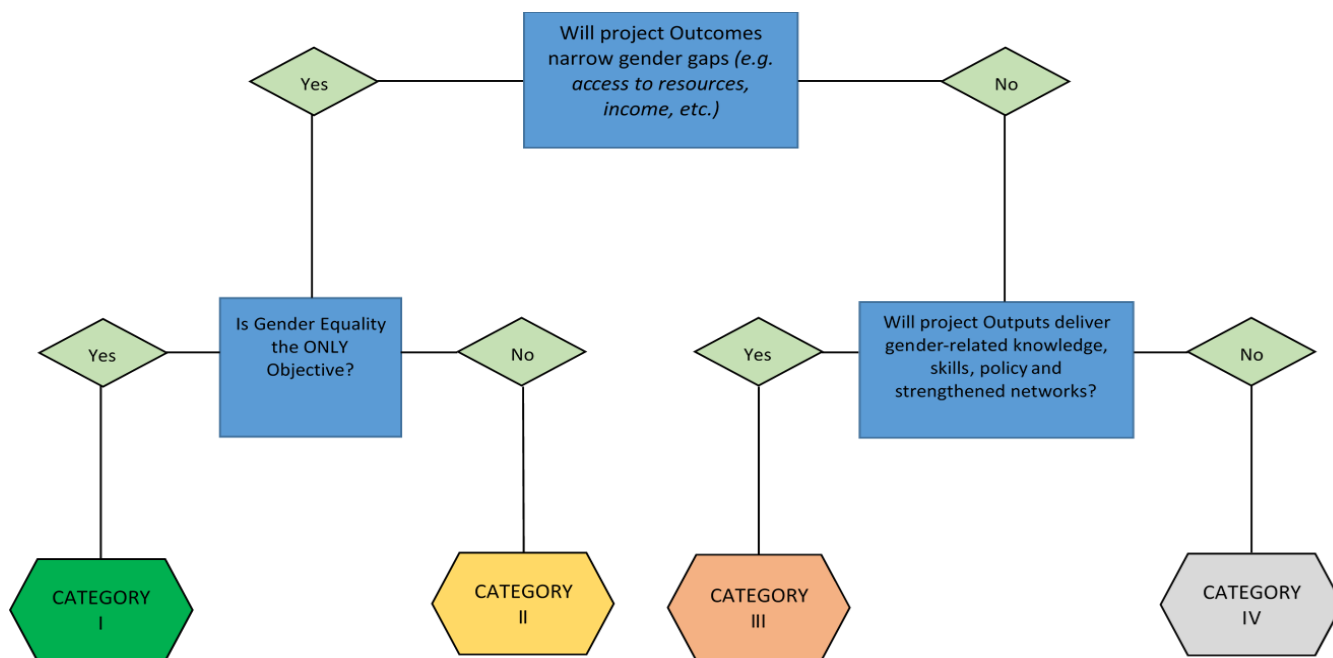 Will project Outcomes
narrow gender gaps (e.g.
access to resources,
income, etc.)
Yes
No
Is Gender Equality
the ONLY
Objective?
Yes
No
Will project Outputs deliver
gender-related knowledge,
skills, policy and
strengthened networks?
Yes
No
CATEGORY
I
CATEGORY
II
CATEGORY
III
CATEGORY
IV